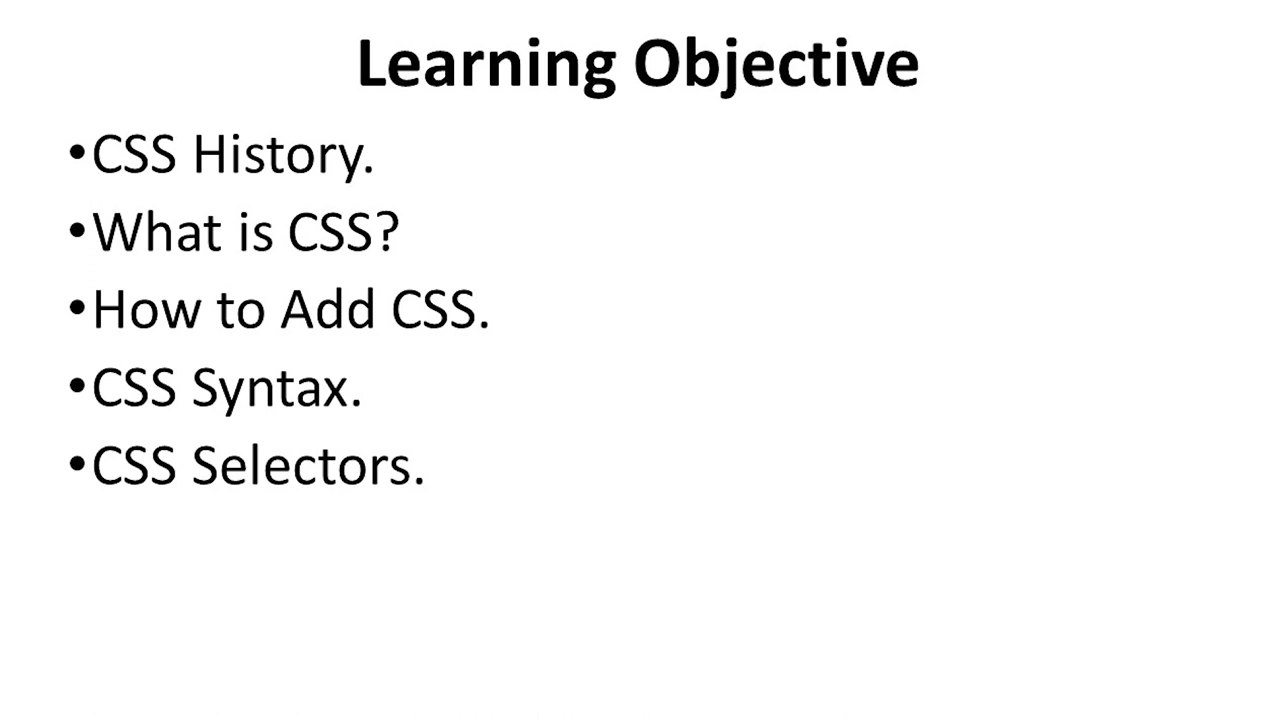 Learning Objective
•CSS History.
•What is CSS?
•How to Add CSS.
•CSS Syntax.
•CSS Selectors.